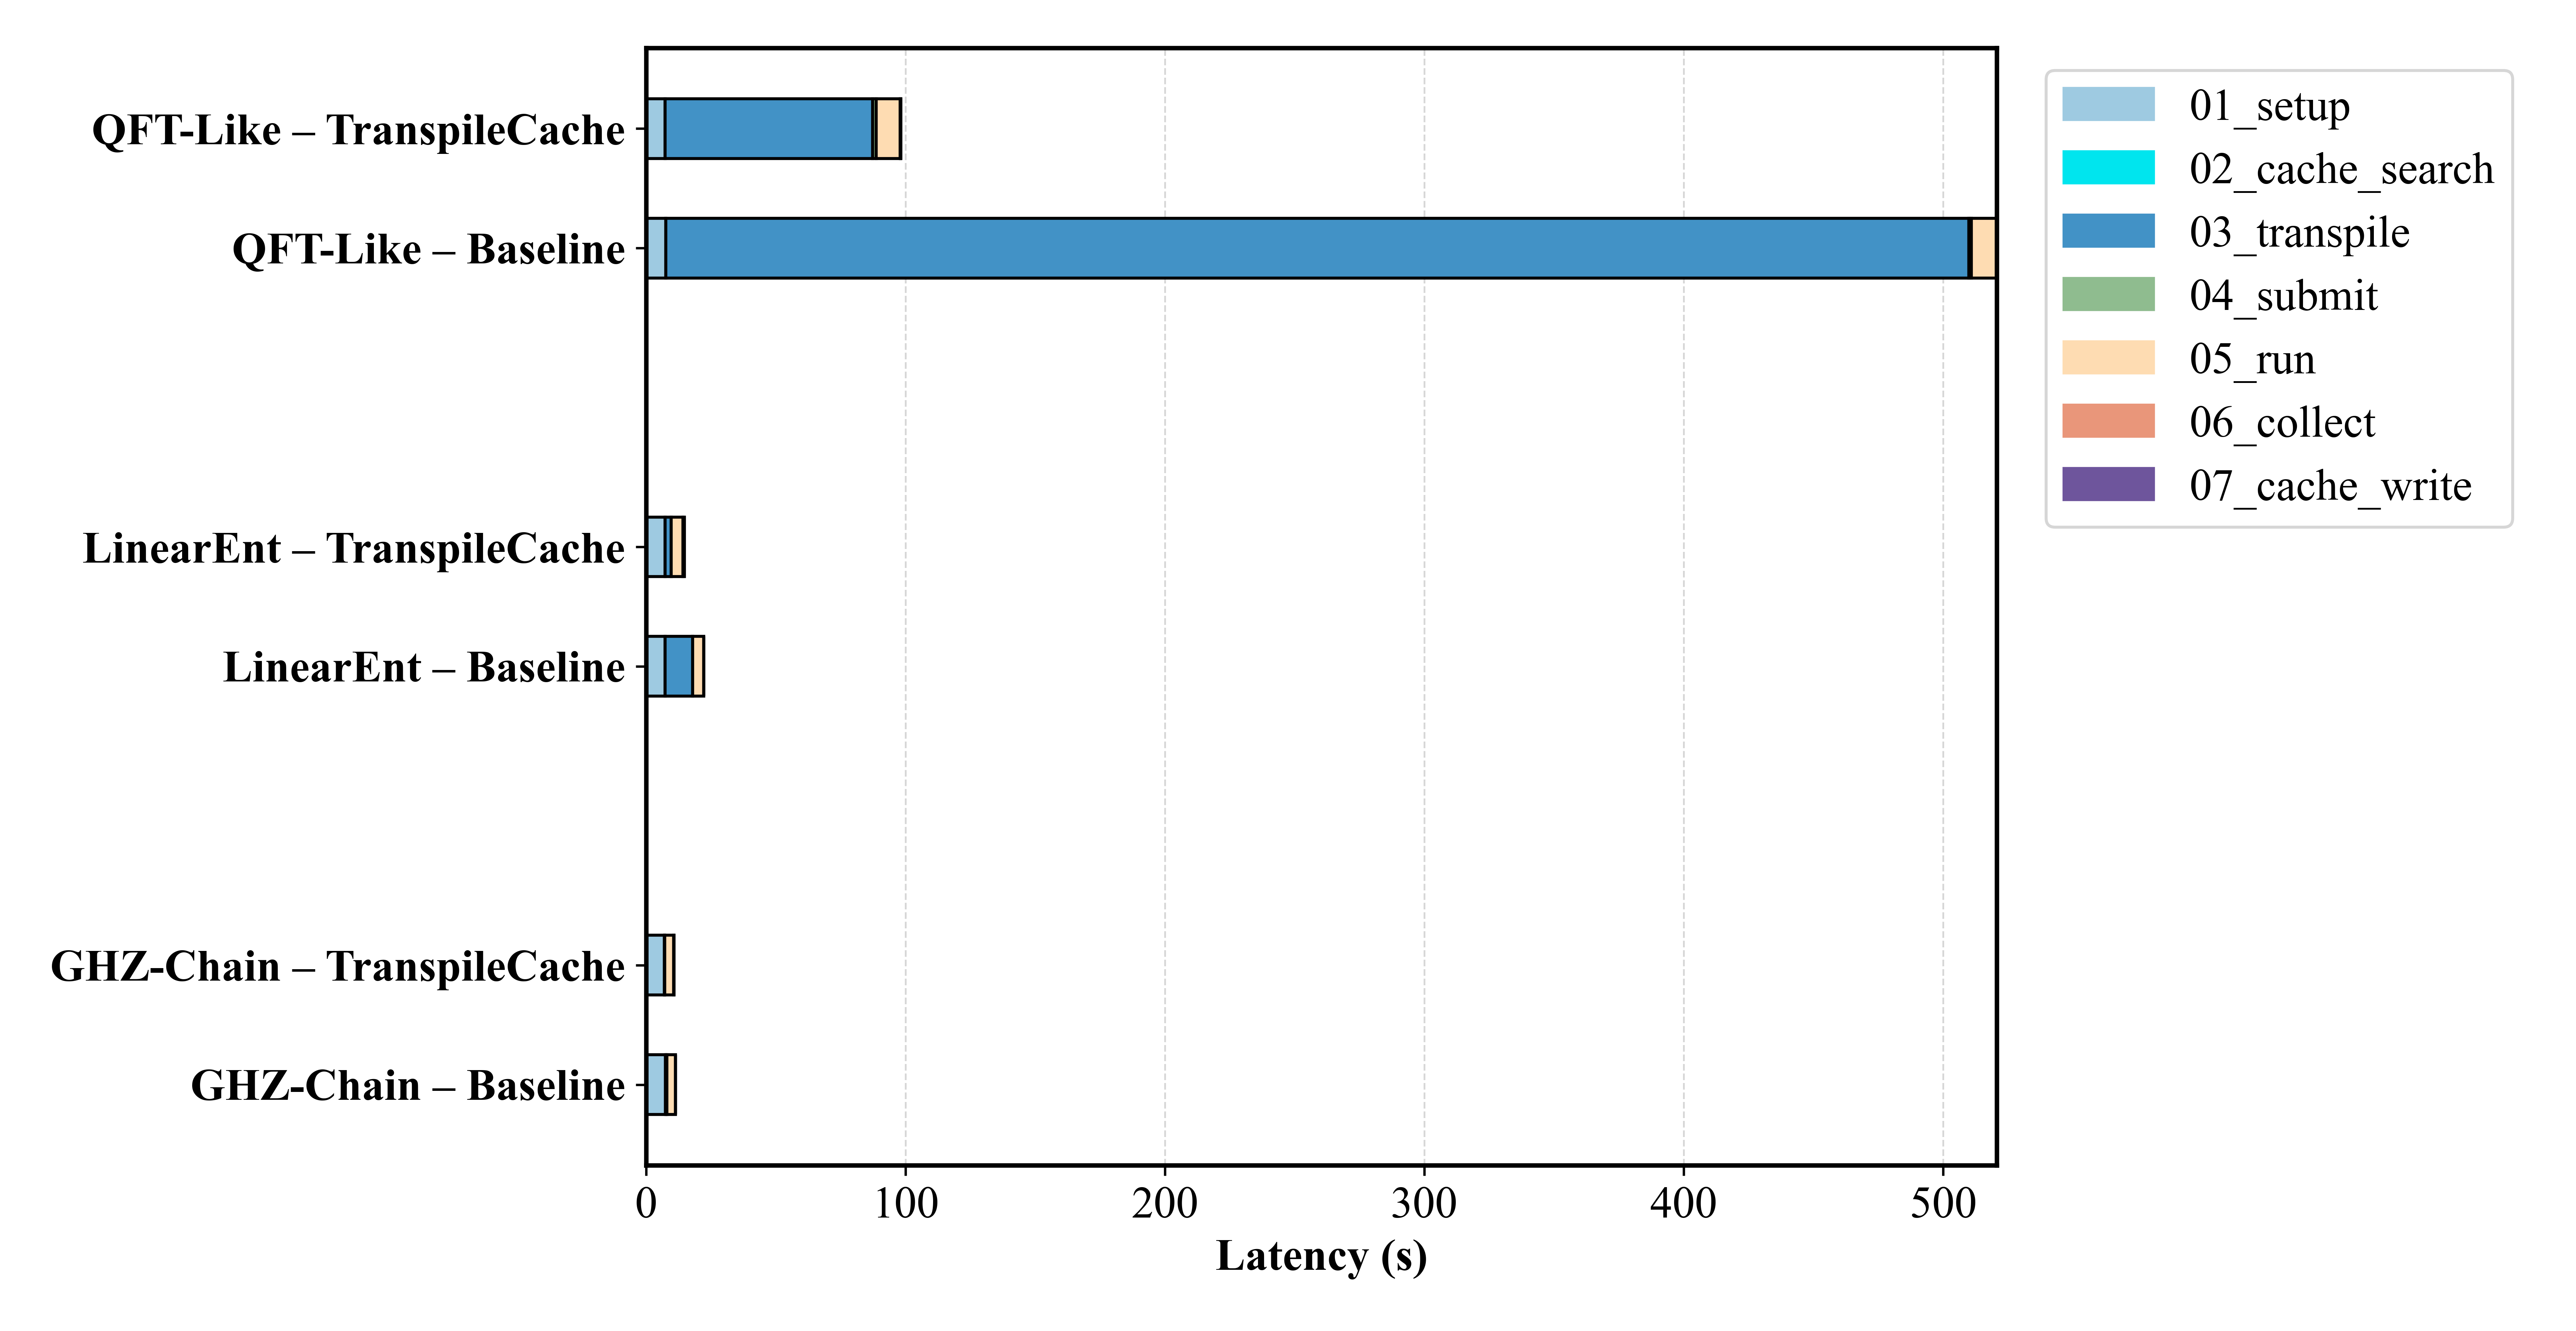 QFT-Like – TranspileCache
QFT-Like – Baseline
LinearEnt – TranspileCache
LinearEnt – Baseline
GHZ-Chain – TranspileCache
GHZ-Chain – Baseline
0 100 200 300 400 500
Latency (s)
01_setup
02_cache_search
03_transpile
04_submit
05_run
06_collect
07_cache_write